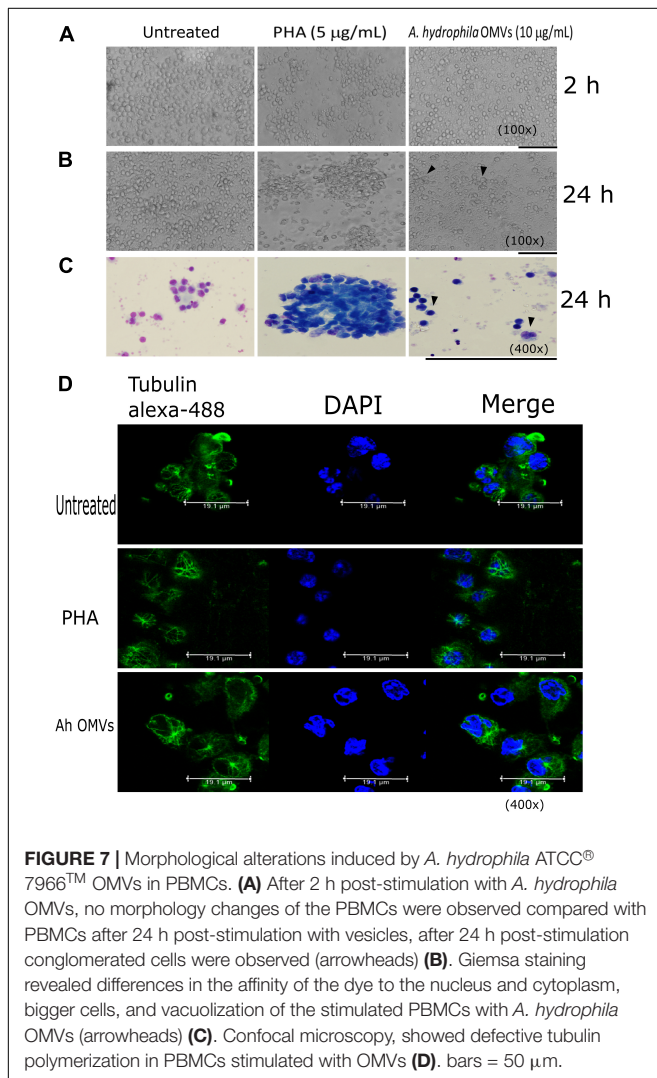 A Untreated PHA (5 μg/mL) A. hydrophila OMVs (10 μg/mL)
2 h
(100x)
B
24 h
(100x)
C
24 h
(400x)
D Tubulin alexa-488 DAPI Merge
Untreated
19.1 μm 19.1 μm 19.1 μm
PHA
19.1 μm 19.1 μm 19.1 μm
Ah OMVs
19.1 μm 19.1 μm 19.1 μm
(400x)
FIGURE 7 | Morphological alterations induced by A. hydrophila ATCC®
7966™ OMVs in PBMCs. (A) After 2 h post-stimulation with A. hydrophila
OMVs, no morphology changes of the PBMCs were observed compared with
PBMCs after 24 h post-stimulation with vesicles, after 24 h post-stimulation
conglomerated cells were observed (arrowheads) (B). Giemsa staining
revealed differences in the affinity of the dye to the nucleus and cytoplasm,
bigger cells, and vacuolization of the stimulated PBMCs with A. hydrophila
OMVs (arrowheads) (C). Confocal microscopy, showed defective tubulin
polymerization in PBMCs stimulated with OMVs (D). bars = 50 μm.